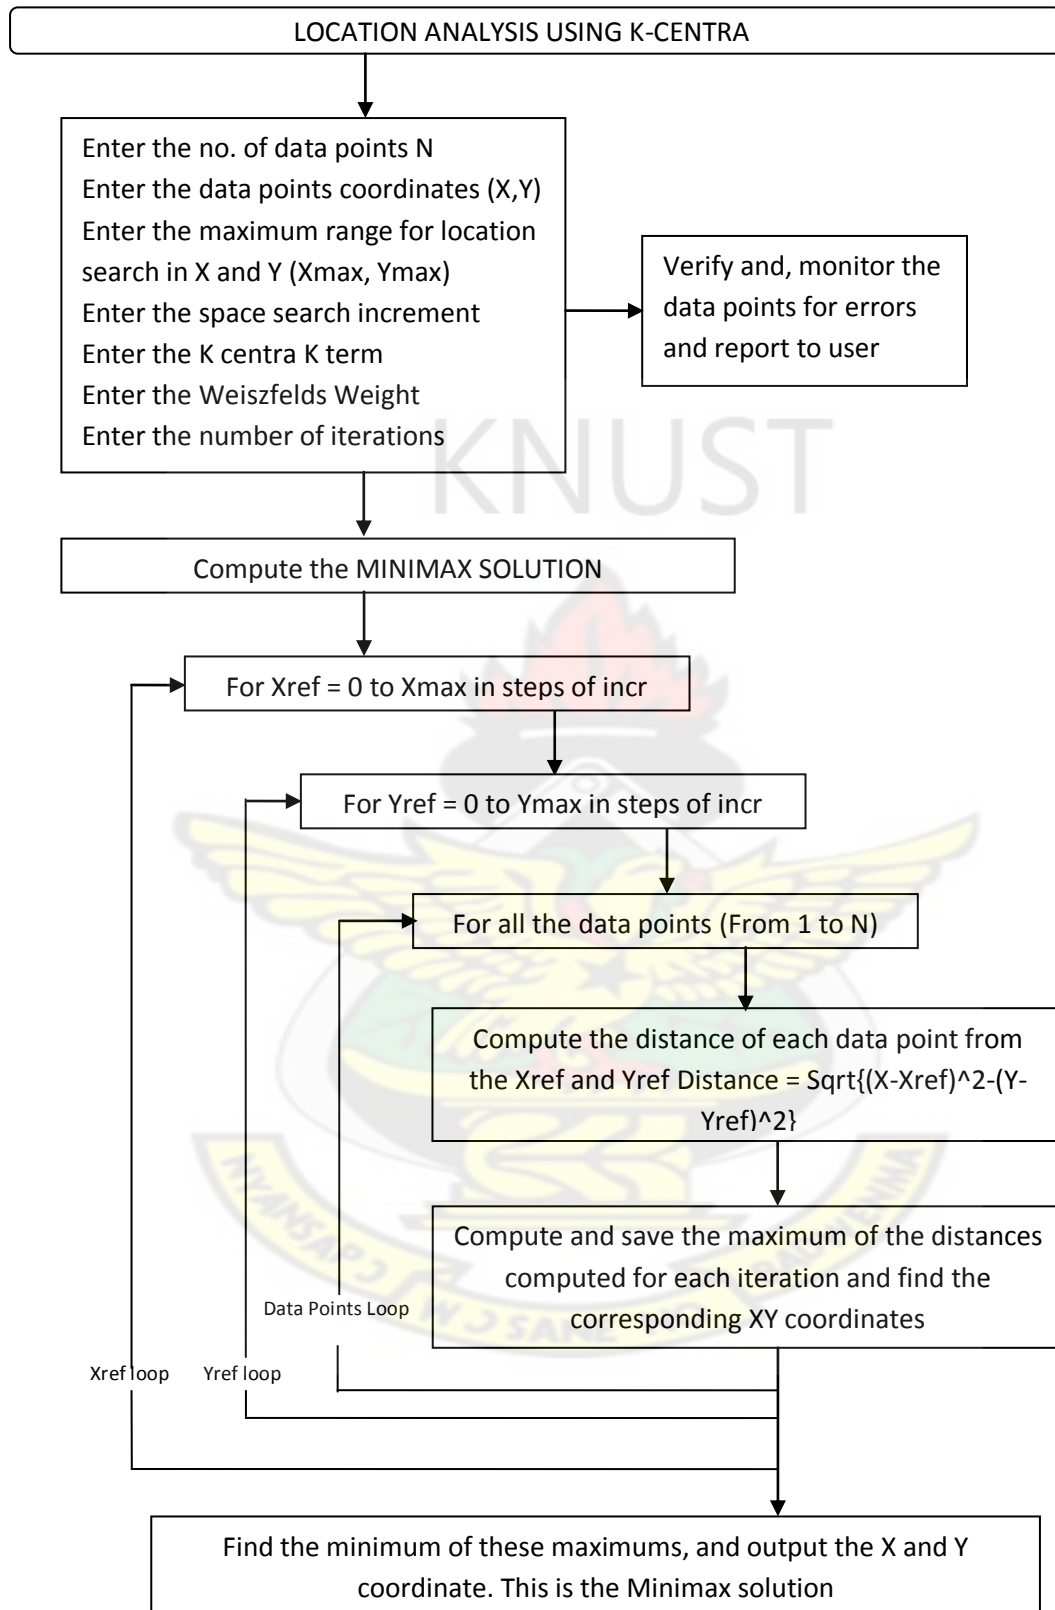 LOCATION ANALYSIS USING K-CENTRA
Enter the no. of data points N
Enter the data points coordinates (X,Y)
Enter the maximum range for location
search in X and Y (Xmax, Ymax)
Enter the space search increment
Enter the K centra K term
Enter the Weiszfelds Weight
Enter the number of iterations
Verify and, monitor the
data points for errors
and report to user
KNUST
Compute the MINIMAX SOLUTION
For Xref = 0 to Xmax in steps of incr
For Yref = 0 to Ymax in steps of incr
For all the data points (From 1 to N)
Compute the distance of each data point from
the Xref and Yref Distance = Sqrt{(X-Xref)^2-(Y-
Yref)^2}
Compute and save the maximum of the distances
computed for each iteration and find the
corresponding XY coordinates
Data Points Loop
Xref loop
Yref loop
Find the minimum of these maximums, and output the X and Y
coordinate. This is the Minimax solution